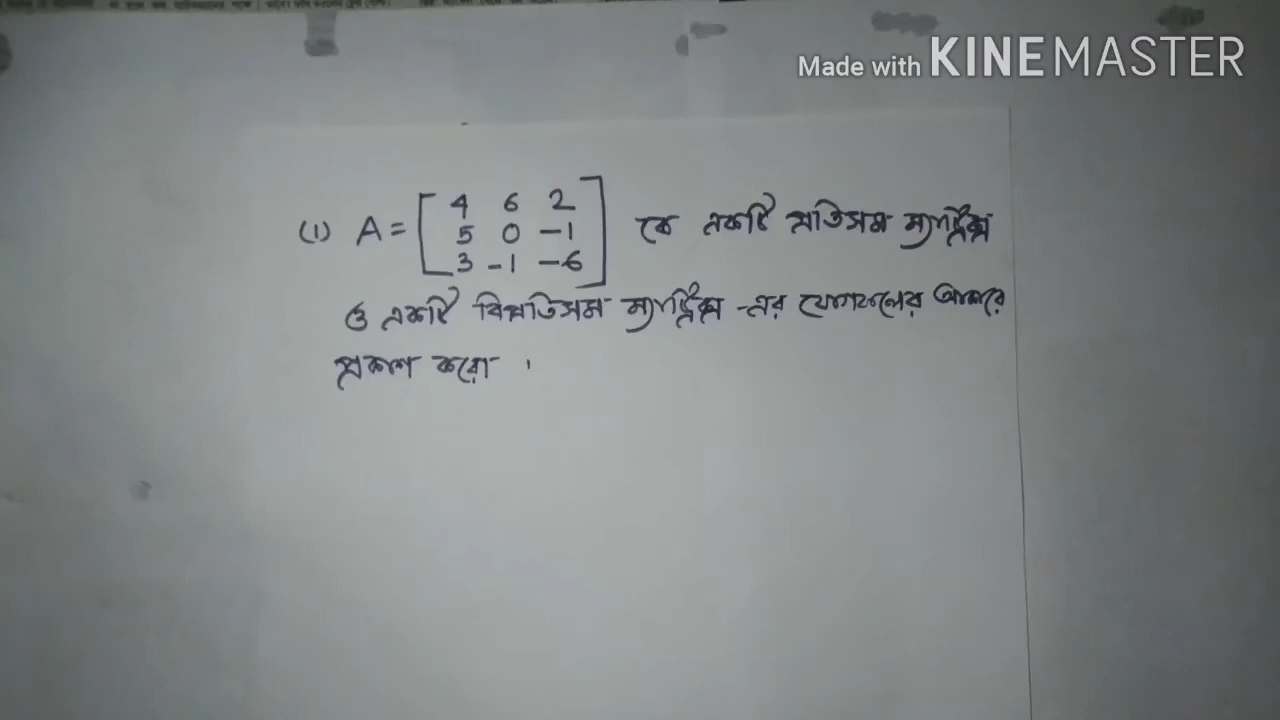 Made with KINEMASTER
(1) A = [ 4 6 2
5 0 -1
3 -1 -6 ] কে একটি প্রতিসম ম্যাট্রিক্স
ও একটি বিপ্রতিসম ম্যাট্রিক্স -এর যোগফলের আকারে
প্রকাশ করো ।